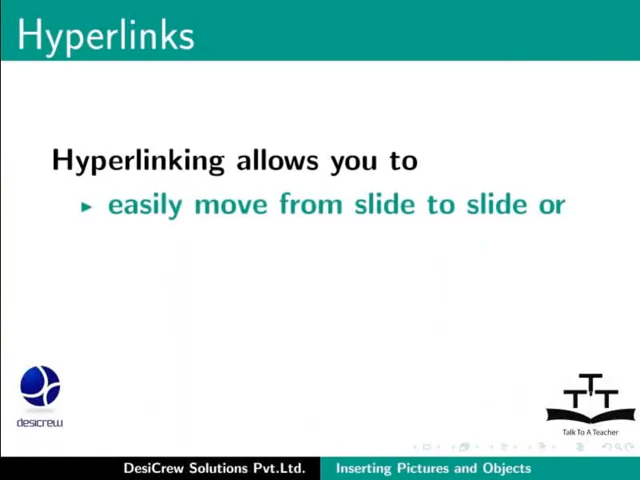 Hyperlinks
Hyperlinking allows you to
easily move from slide to slide or
desicrew
TTT
Talk To A Teacher
DesiCrew Solutions Pvt.Ltd. Inserting Pictures and Objects